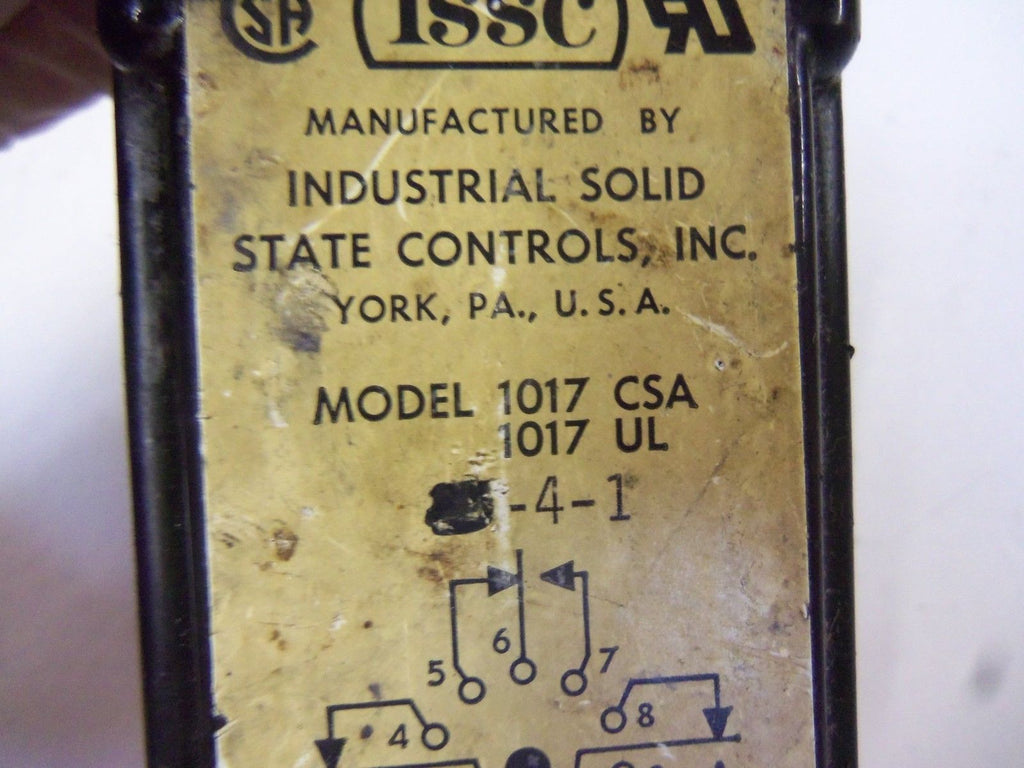 SA
ISSC
MANUFACTURED BY
INDUSTRIAL SOLID
STATE CONTROLS, INC.
YORK, PA., U.S.A.
MODEL 1017 CSA
1017 UL
-4-1
6
5 7
4 8